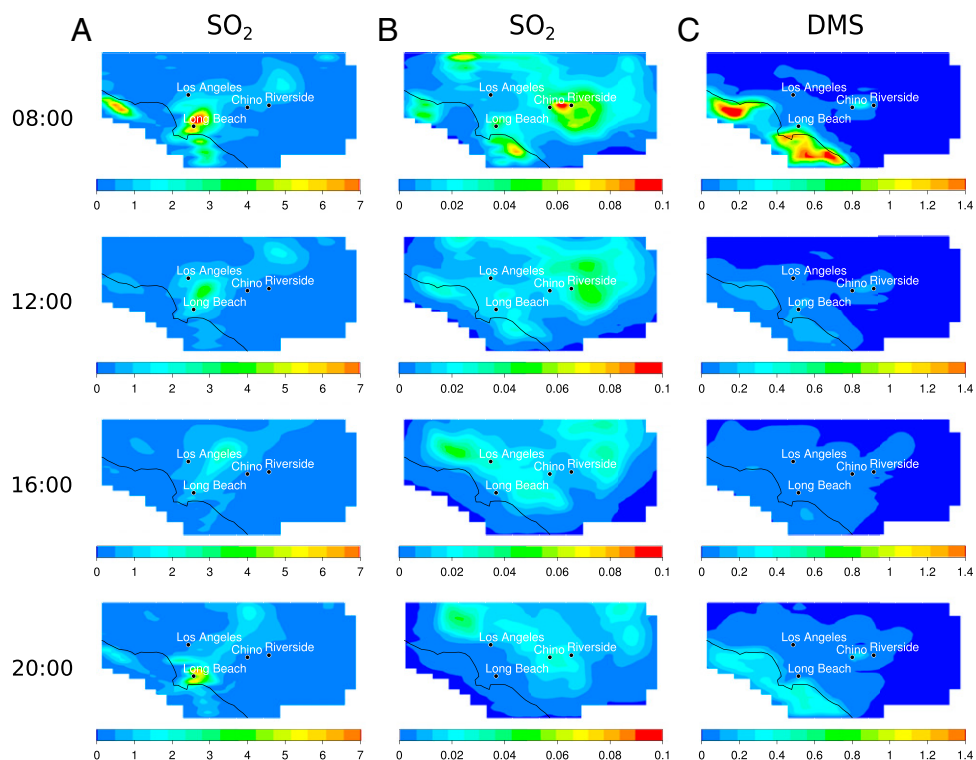 A SO2 B SO2 C DMS
08:00
Los Angeles Chino Riverside Long Beach
Los Angeles Chino Riverside Long Beach
Los Angeles Chino Riverside Long Beach
0 1 2 3 4 5 6 7
0 0.02 0.04 0.06 0.08 0.1
0 0.2 0.4 0.6 0.8 1 1.2 1.4
12:00
Los Angeles Chino Riverside Long Beach
Los Angeles Chino Riverside Long Beach
Los Angeles Chino Riverside Long Beach
0 1 2 3 4 5 6 7
0 0.02 0.04 0.06 0.08 0.1
0 0.2 0.4 0.6 0.8 1 1.2 1.4
16:00
Los Angeles Chino Riverside Long Beach
Los Angeles Chino Riverside Long Beach
Los Angeles Chino Riverside Long Beach
0 1 2 3 4 5 6 7
0 0.02 0.04 0.06 0.08 0.1
0 0.2 0.4 0.6 0.8 1 1.2 1.4
20:00
Los Angeles Chino Riverside Long Beach
Los Angeles Chino Riverside Long Beach
Los Angeles Chino Riverside Long Beach
0 1 2 3 4 5 6 7
0 0.02 0.04 0.06 0.08 0.1
0 0.2 0.4 0.6 0.8 1 1.2 1.4